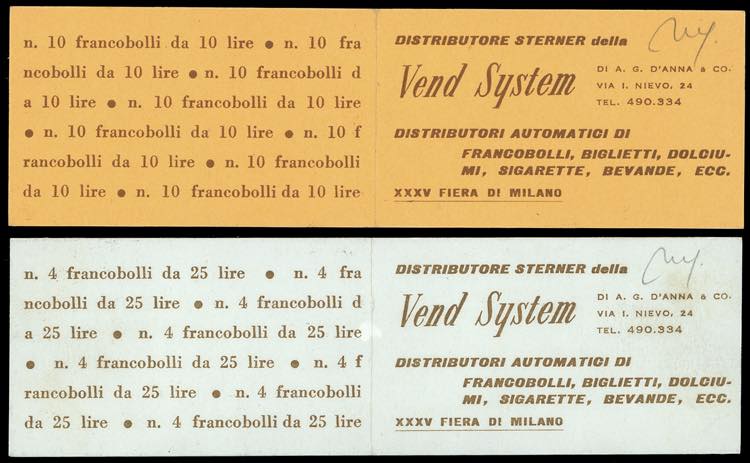 n. 10 francobolli da 10 lire ● n. 10 fra
ncobolli da 10 lire ● n. 10 francobolli d
a 10 lire ● n. 10 francobolli da 10 lire
● n. 10 francobolli da 10 lire ● n. 10 f
rancobolli da 10 lire ● n. 10 francobolli
da 10 lire ● n. 10 francobolli da 10 lire
DISTRIBUTORE STERNER della
Vend System
DI A. G. D'ANNA & CO.
VIA I. NIEVO, 24
TEL. 490.334
DISTRIBUTORI AUTOMATICI DI
FRANCOBOLLI, BIGLIETTI, DOLCIU-
MI, SIGARETTE, BEVANDE, ECC.
XXXV FIERA DI MILANO
n. 4 francobolli da 25 lire ● n. 4 fra
ncobolli da 25 lire ● n. 4 francobolli d
a 25 lire ● n. 4 francobolli da 25 lire
● n. 4 francobolli da 25 lire ● n. 4 f
rancobolli da 25 lire ● n. 4 francobolli
da 25 lire ● n. 4 francobolli da 25 lire
DISTRIBUTORE STERNER della
Vend System
DI A. G. D'ANNA & CO.
VIA I. NIEVO, 24
TEL. 490.334
DISTRIBUTORI AUTOMATICI DI
FRANCOBOLLI, BIGLIETTI, DOLCIU-
MI, SIGARETTE, BEVANDE, ECC.
XXXV FIERA DI MILANO